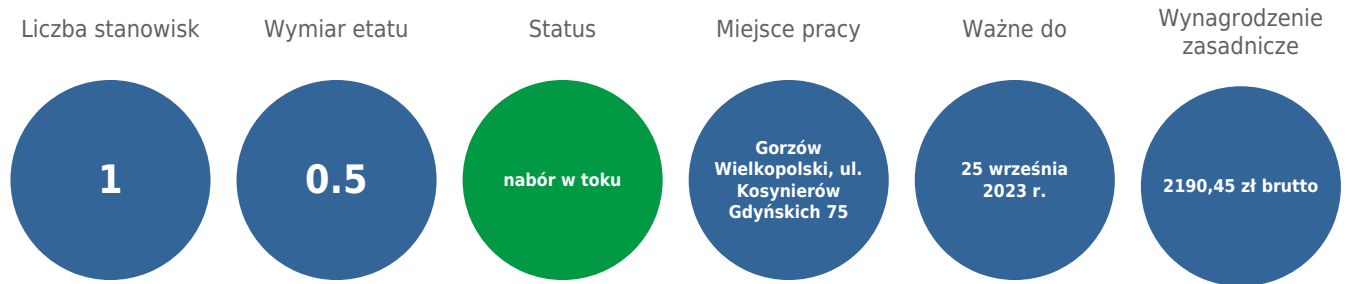 Liczba stanowisk
1
Wymiar etatu
0.5
Status
nabór w toku
Miejsce pracy
Gorzów
Wielkopolski, ul.
Kosynierów
Gdyńskich 75
Ważne do
25 września
2023 r.
Wynagrodzenie
zasadnicze
2190,45 zł brutto